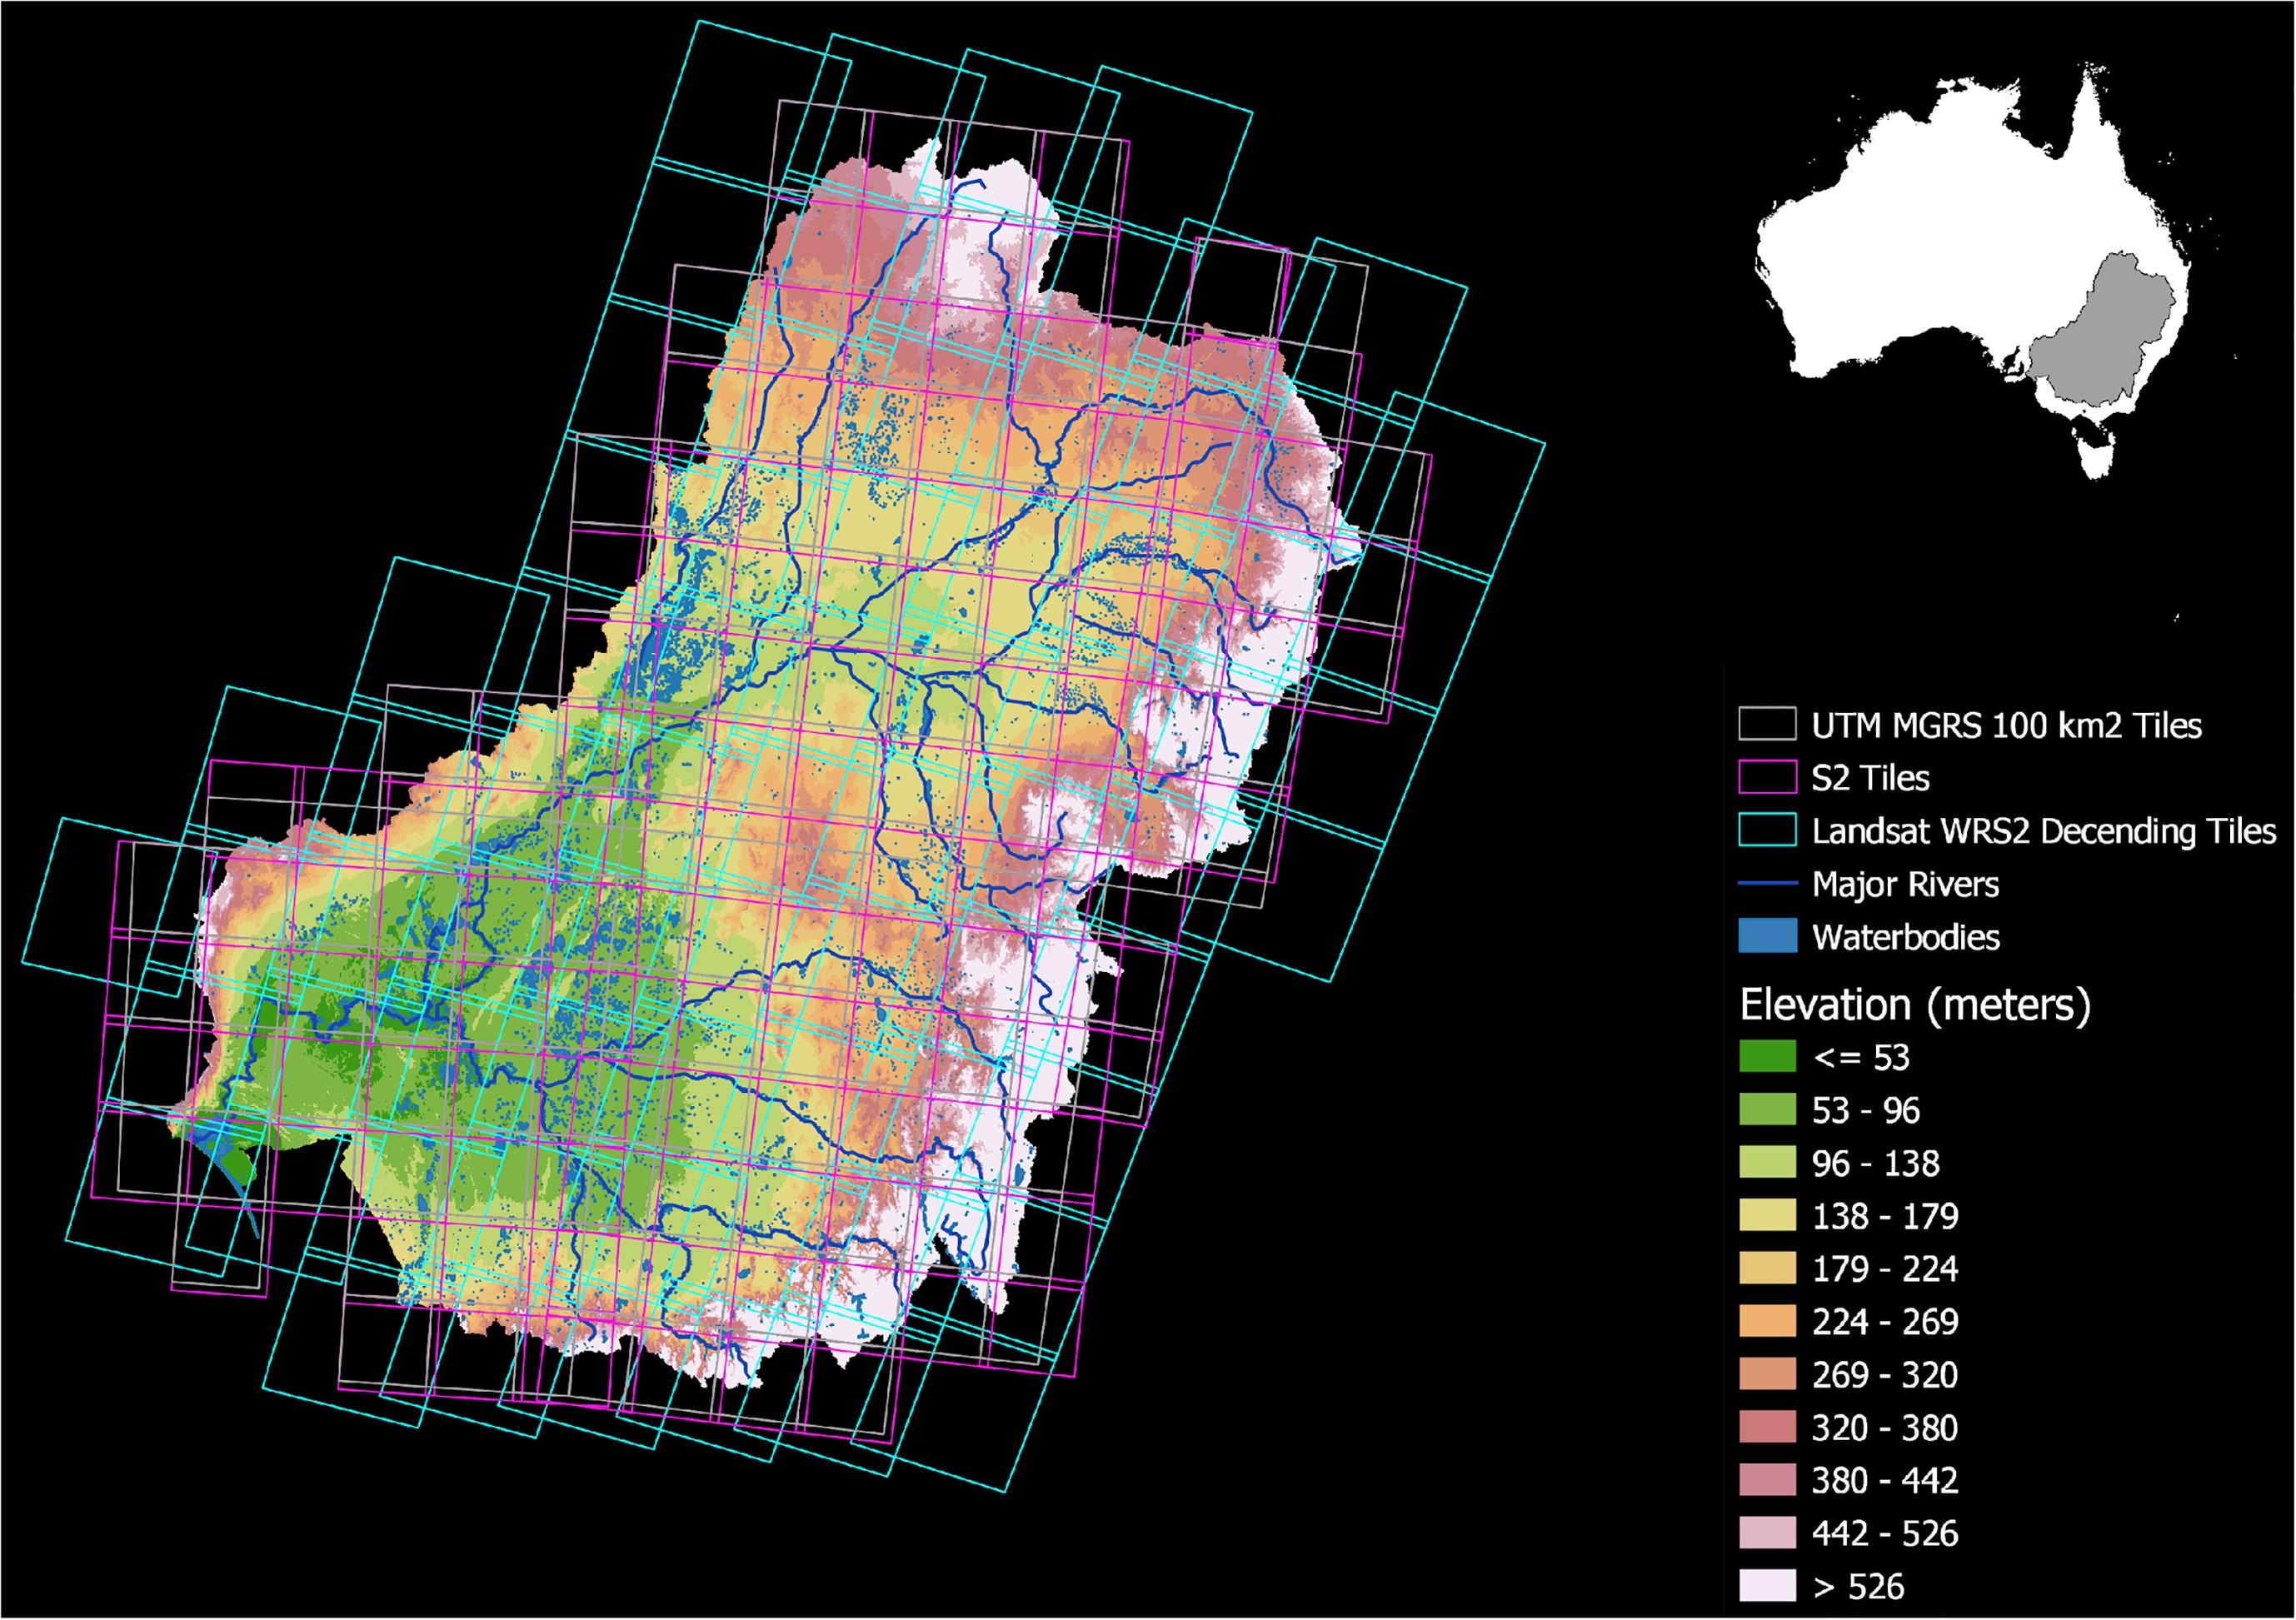 UTM MGRS 100 km2 Tiles
S2 Tiles
Landsat WRS2 Decending Tiles
Major Rivers
Waterbodies
Elevation (meters)
<= 53
53 - 96
96 - 138
138 - 179
179 - 224
224 - 269
269 - 320
320 - 380
380 - 442
442 - 526
> 526